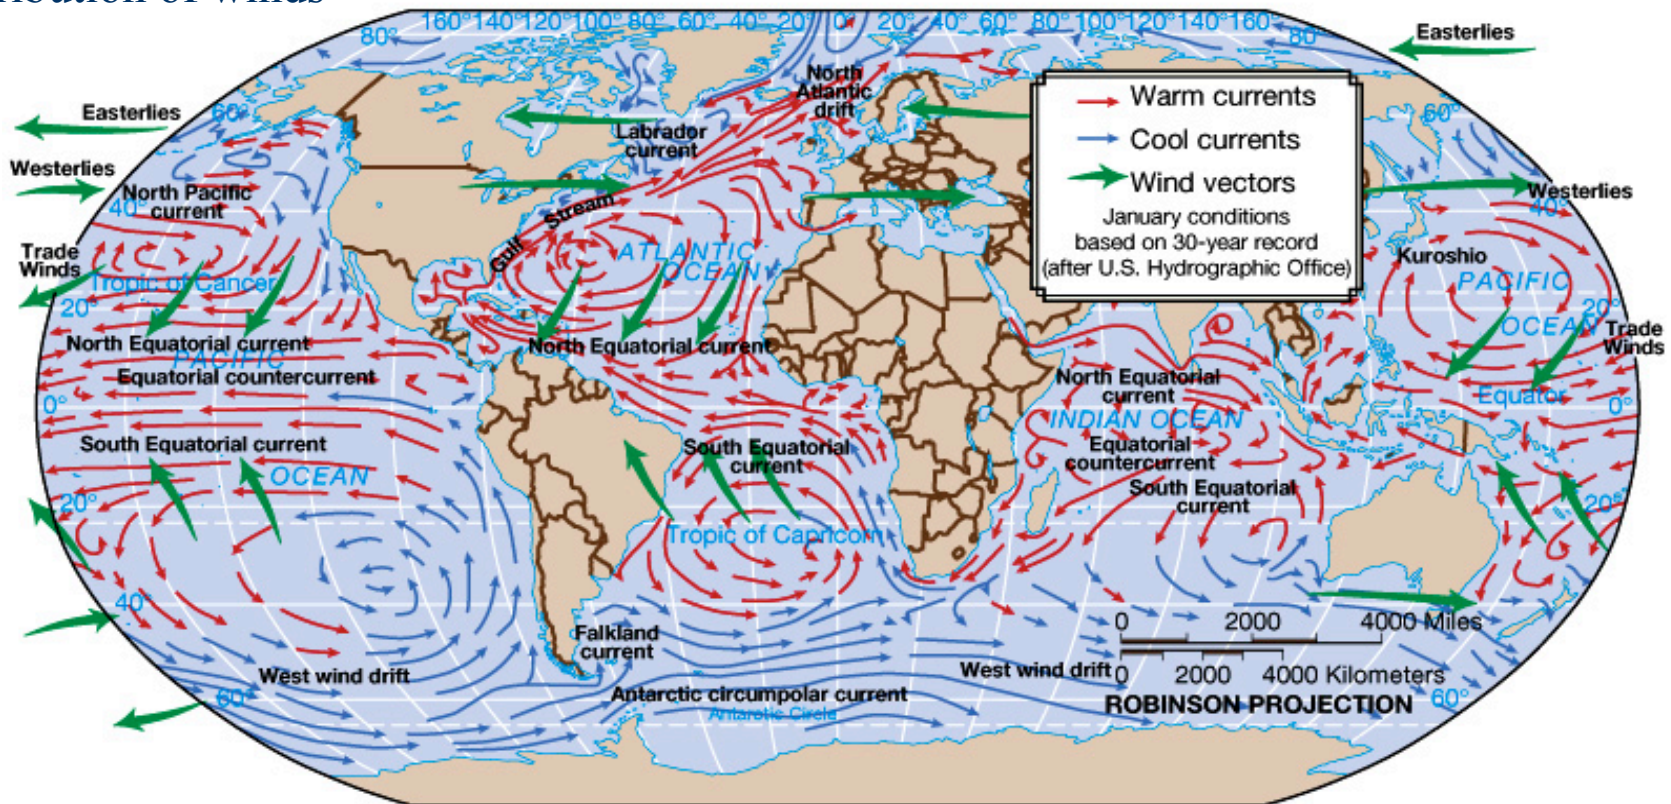 160° 140° 120° 80° 60° 40° 0° 20° 40° 60° 80° 100° 120° 140° 160°
80°
80°
Easterlies
Easterlies
60°
60°
Westerlies
Westerlies
North
Atlantic
drift
Labrador
current
Warm currents
Cool currents
Wind vectors
January conditions
based on 30-year record
(after U.S. Hydrographic Office)
North Pacific
current
40°
40°
Gulf Stream
ATLANTIC
OCEAN
Trade
Winds
Tropic of Cancer
20°
Kuroshio
PACIFIC
OCEAN
20°
Trade
Winds
North Equatorial current
PACIFIC
Equatorial countercurrent
North Equatorial current
North Equatorial
current
0°
Equator
0°
INDIAN OCEAN
South Equatorial current
OCEAN
South Equatorial
current
Equatorial
countercurrent
South Equatorial
current
20°
20°
Tropic of Capricorn
40°
Falkland
current
West wind drift
West wind drift
0 2000 4000 Miles
0 2000 4000 Kilometers
ROBINSON PROJECTION
60°
60°
Antarctic circumpolar current
Antarctic Circle